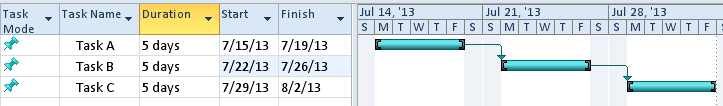 Task Mode Task Name Duration Start Finish Jul 14, '13 Jul 21, '13 Jul 28, '13
S M T W T F S S M T W T F S S M T W T F
Task A 5 days 7/15/13 7/19/13
Task B 5 days 7/22/13 7/26/13
Task C 5 days 7/29/13 8/2/13